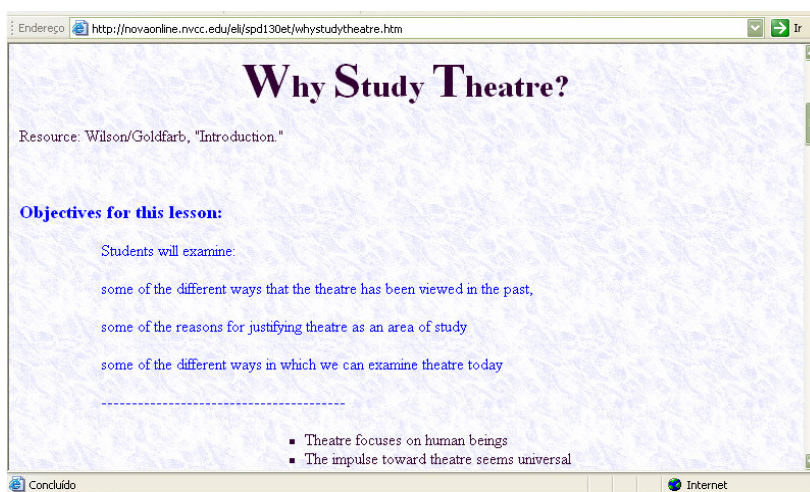 Endereço http://novaonline.nvcc.edu/eli/spd130et/whystudytheatre.htm Ir
Why Study Theatre?
Resource: Wilson/Goldfarb, "Introduction."
Objectives for this lesson:
Students will examine:
some of the different ways that the theatre has been viewed in the past,
some of the reasons for justifying theatre as an area of study
some of the different ways in which we can examine theatre today
----------------------------------------
▪ Theatre focuses on human beings
▪ The impulse toward theatre seems universal
Concluído Internet